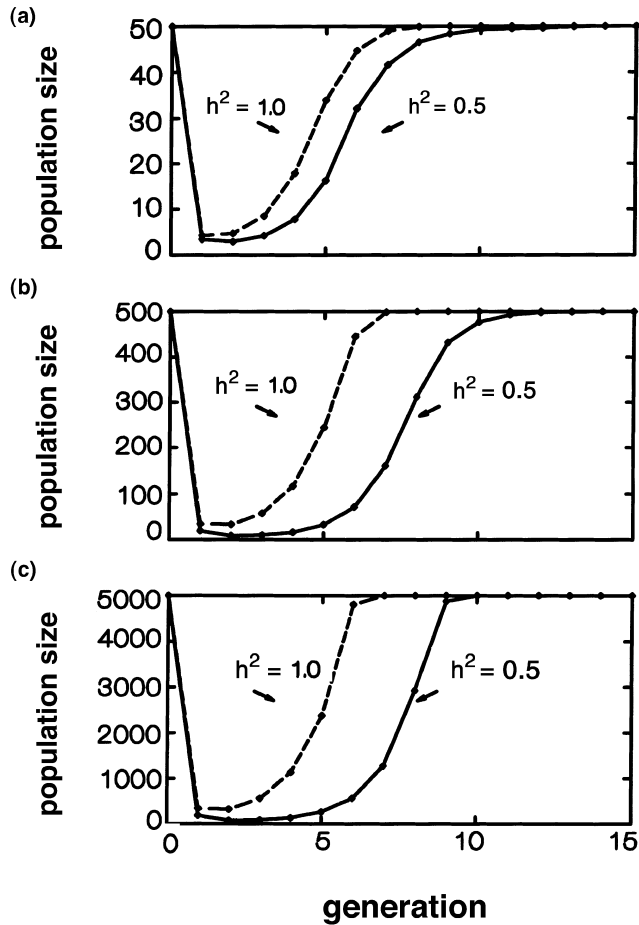 (a)
population size
50
40
30
20
10
0
h² = 1.0
h² = 0.5
(b)
population size
500
400
300
200
100
0
h² = 1.0
h² = 0.5
(c)
population size
5000
4000
3000
2000
1000
0
h² = 1.0
h² = 0.5
0 5 10 15
generation